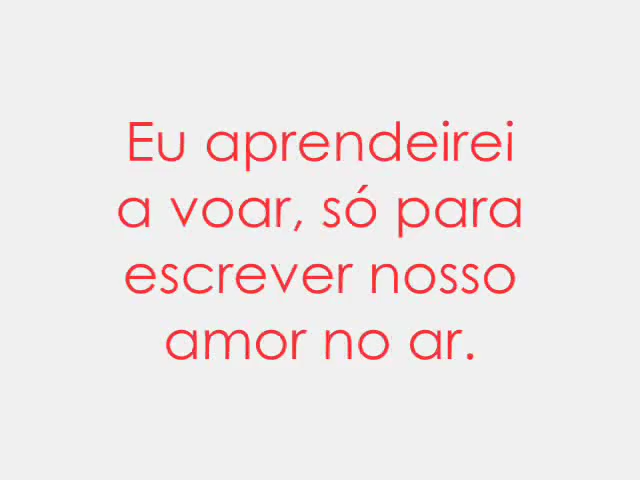 Eu aprendeirei
a voar, só para
escrever nosso
amor no ar.